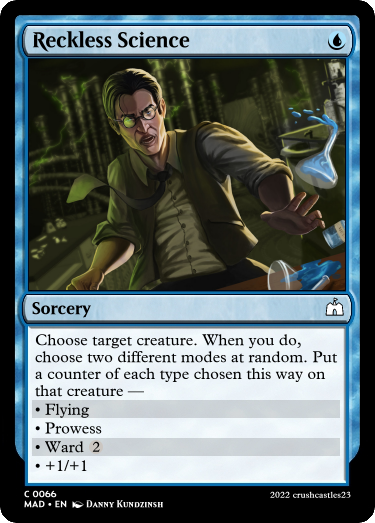 Reckless Science
Sorcery
Choose target creature. When you do,
choose two different modes at random. Put
a counter of each type chosen this way on
that creature —
• Flying
• Prowess
• Ward 2
• +1/+1
C 0066
MAD • EN DANNY KUNDZINSH
2022 crushcastles23